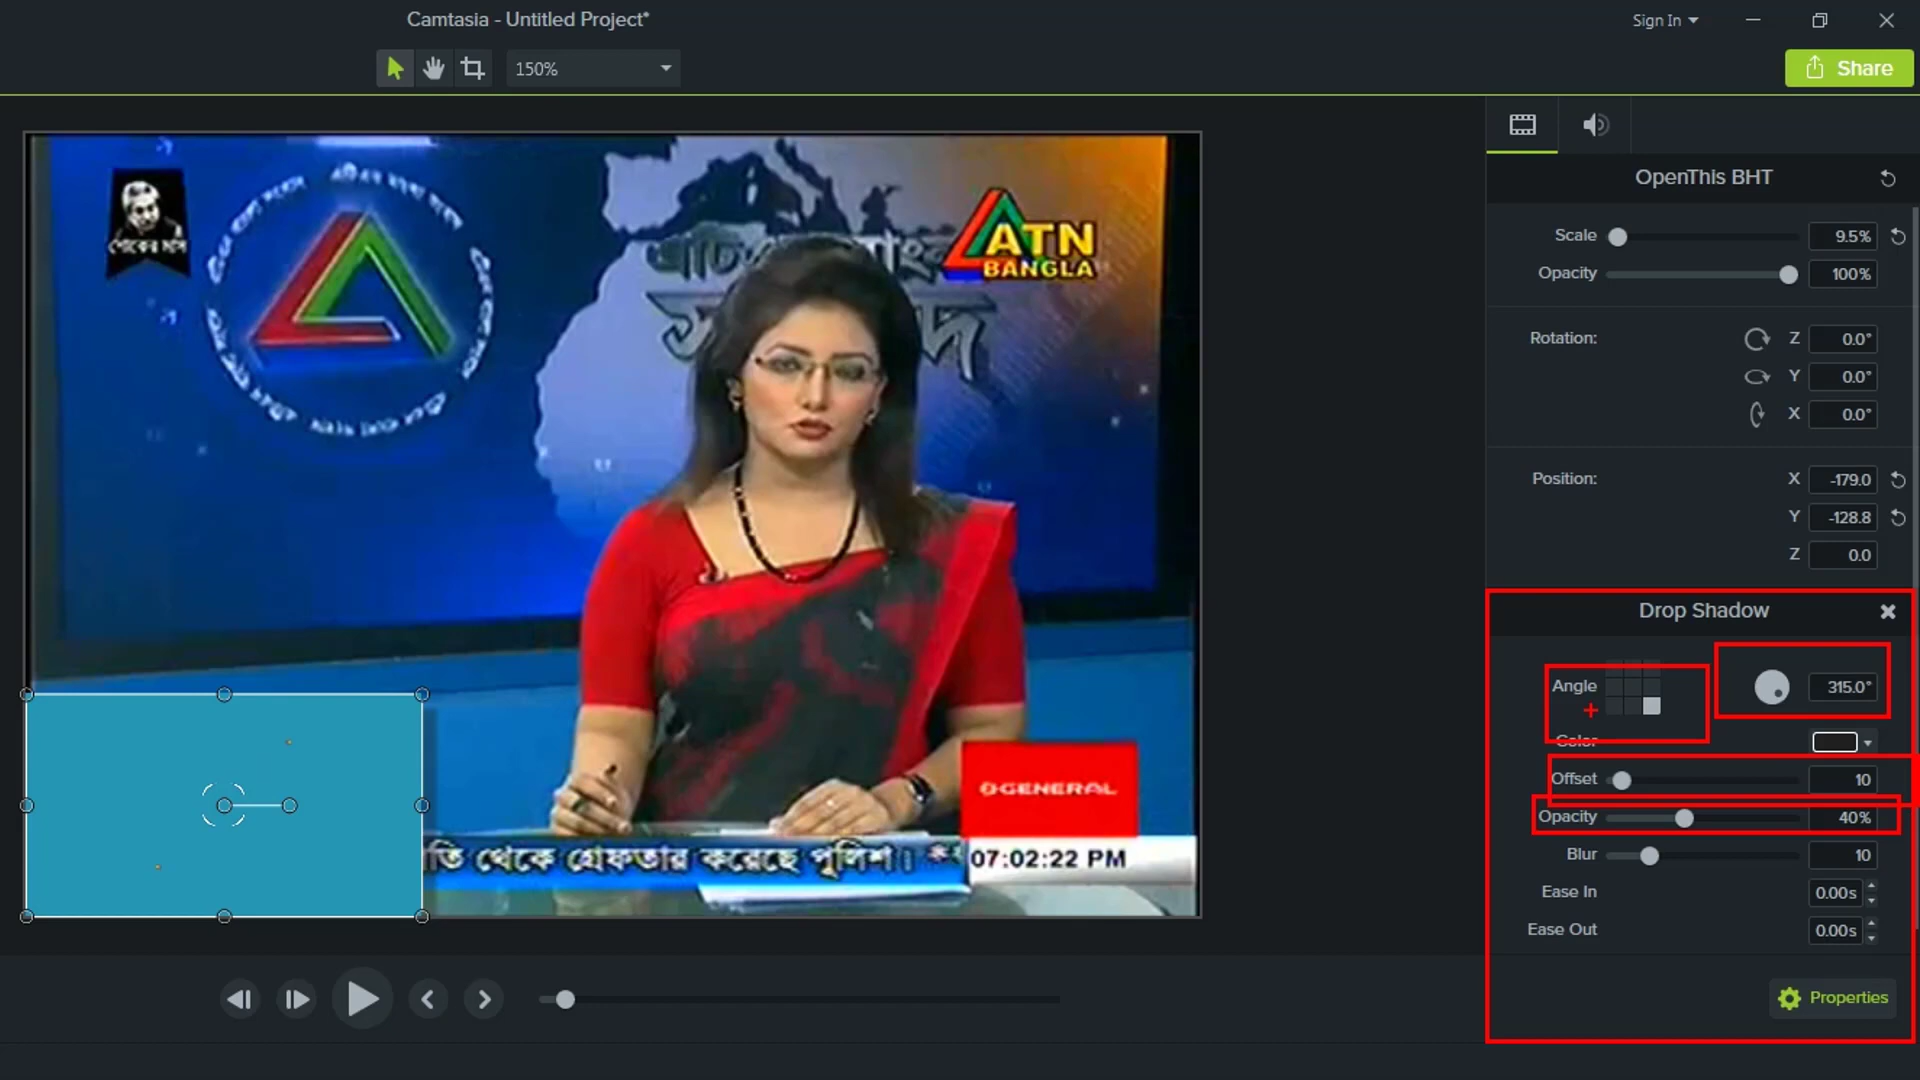 Camtasia - Untitled Project*
Sign In
150%
Share
OpenThis BHT
Scale 9.5%
Opacity 100%
Rotation: Z 0.0°
Y 0.0°
X 0.0°
Position: X -179.0
Y -128.8
Z 0.0
Drop Shadow
Angle 315.0°
Color
Offset 10
Opacity 40%
Blur 10
Ease In 0.00s
Ease Out 0.00s
Properties
শোকের মাস
ATN
BANGLA
GENERAL
থেকে গ্রেফতার করেছে পুলিশ।
07:02:22 PM